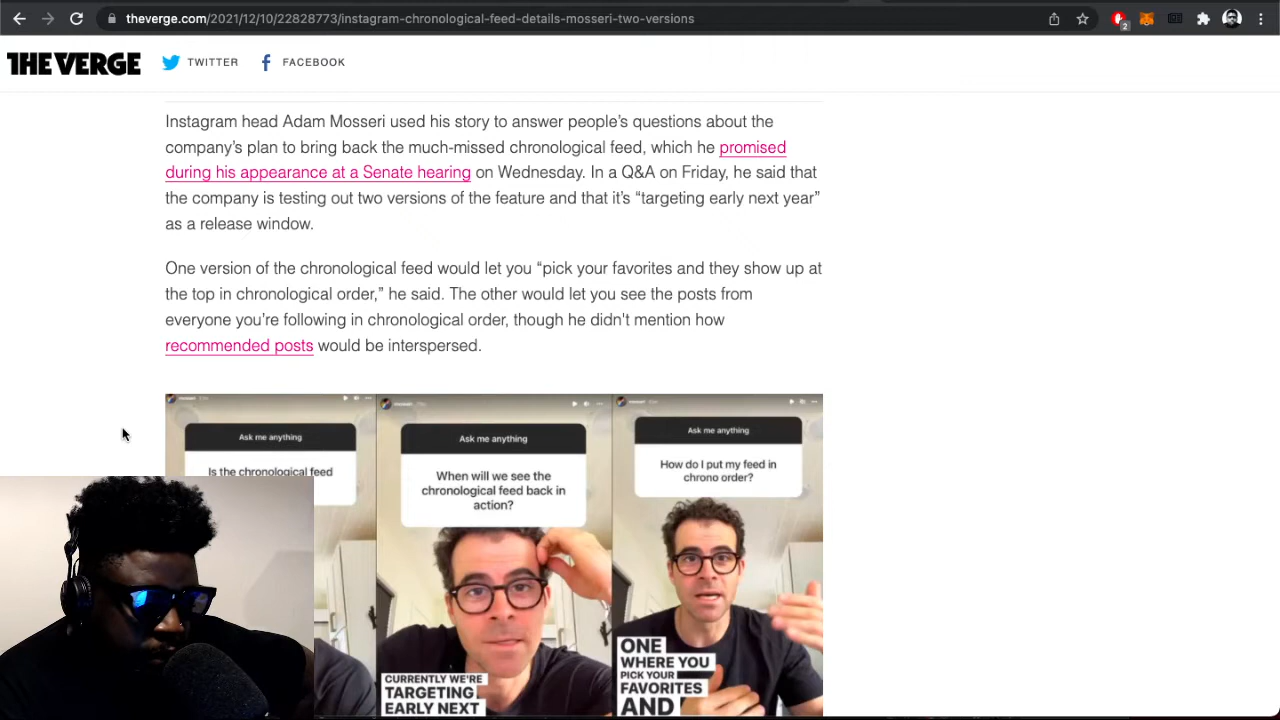 theverge.com/2021/12/10/22828773/instagram-chronological-feed-details-mosseri-two-versions
2
THE VERGE
TWITTER
FACEBOOK
Instagram head Adam Mosseri used his story to answer people’s questions about the
company’s plan to bring back the much-missed chronological feed, which he promised
during his appearance at a Senate hearing on Wednesday. In a Q&A on Friday, he said that
the company is testing out two versions of the feature and that it’s “targeting early next year”
as a release window.
One version of the chronological feed would let you “pick your favorites and they show up at
the top in chronological order,” he said. The other would let you see the posts from
everyone you’re following in chronological order, though he didn't mention how
recommended posts would be interspersed.
Ask me anything
Is the chronological feed
Ask me anything
When will we see the
chronological feed back in
action?
CURRENTLY WE'RE
TARGETING
EARLY NEXT
Ask me anything
How do I put my feed in
chrono order?
ONE
WHERE YOU
PICK YOUR
FAVORITES
AND